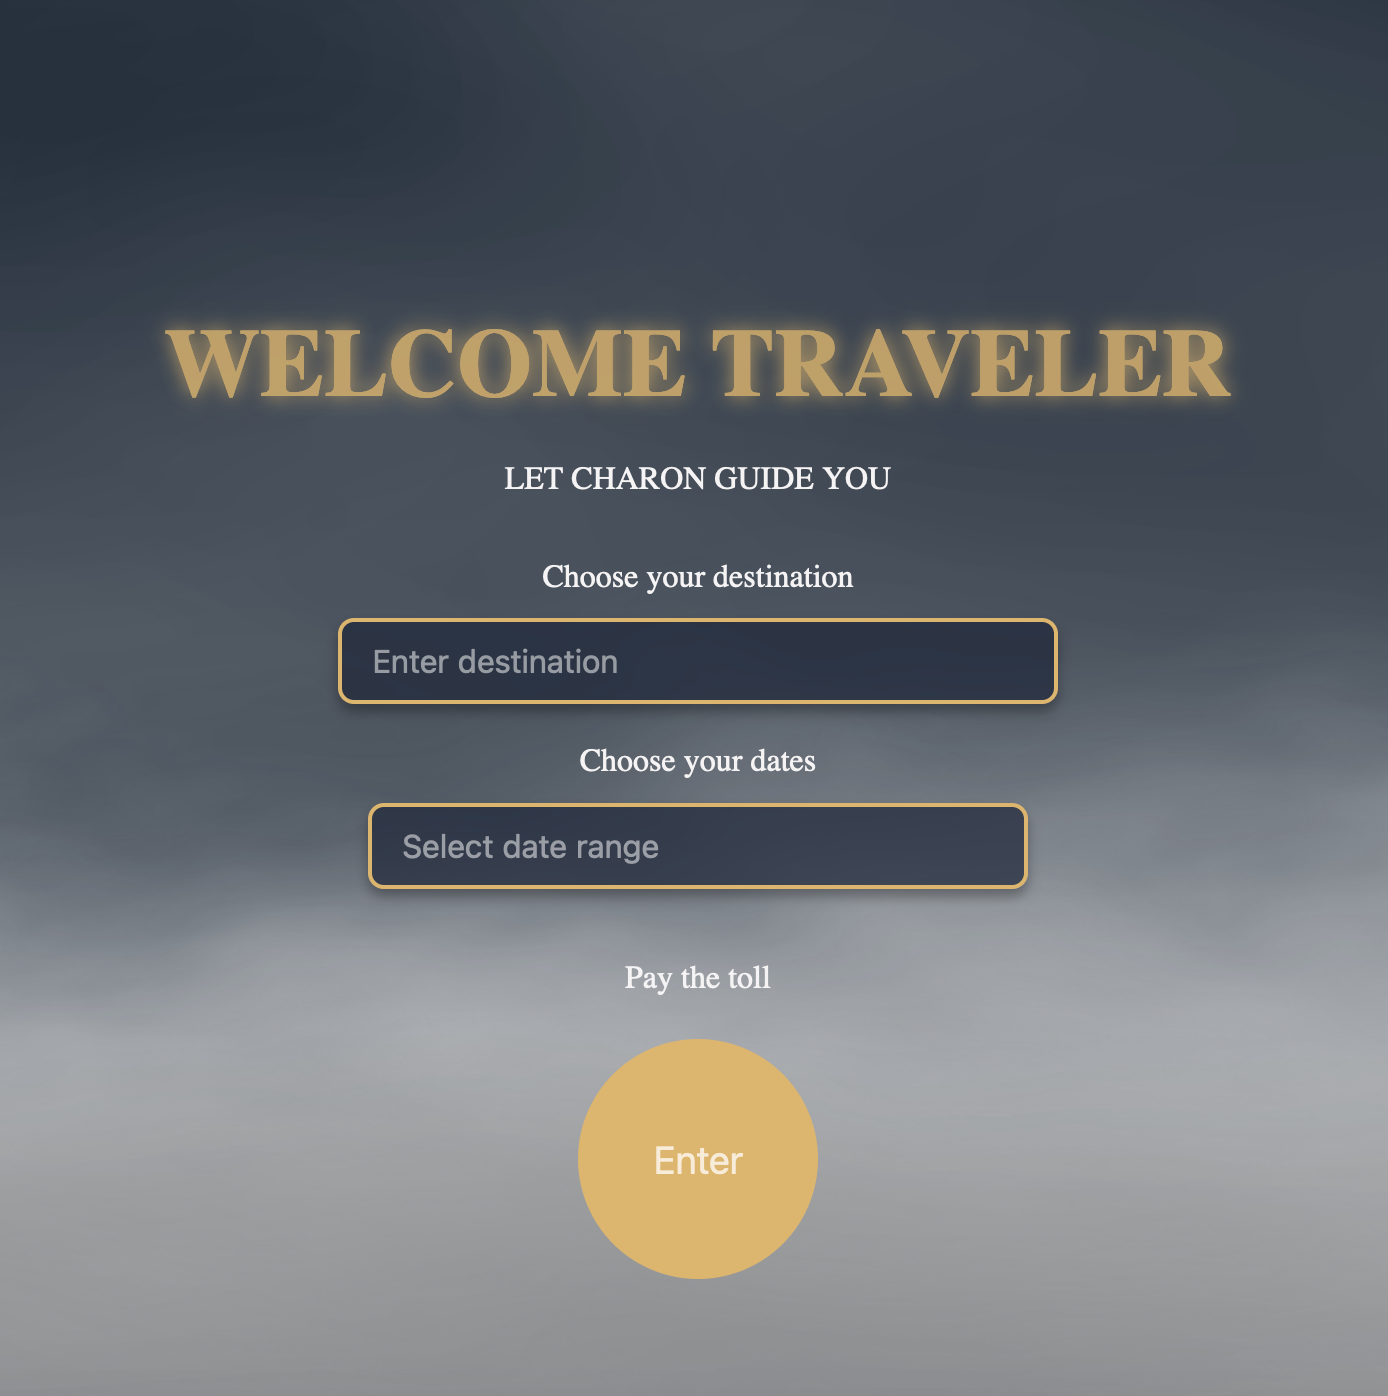 WELCOME TRAVELER
LET CHARON GUIDE YOU
Choose your destination
Enter destination
Choose your dates
Select date range
Pay the toll
Enter